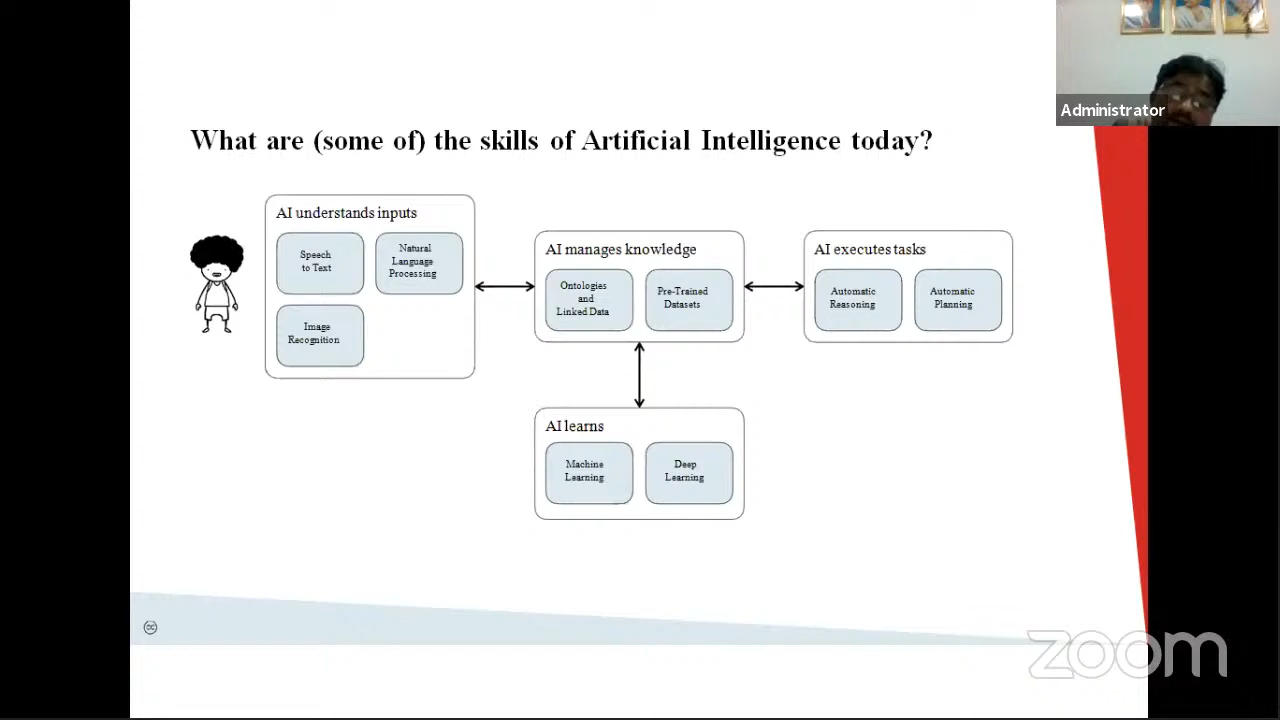 Administrator
What are (some of) the skills of Artificial Intelligence today?
AI understands inputs
Speech
to Text
Natural
Language
Processing
Image
Recognition
AI manages knowledge
Ontologies
and
Linked Data
Pre-Trained
Datasets
AI executes tasks
Automatic
Reasoning
Automatic
Planning
AI learns
Machine
Learning
Deep
Learning
zoom